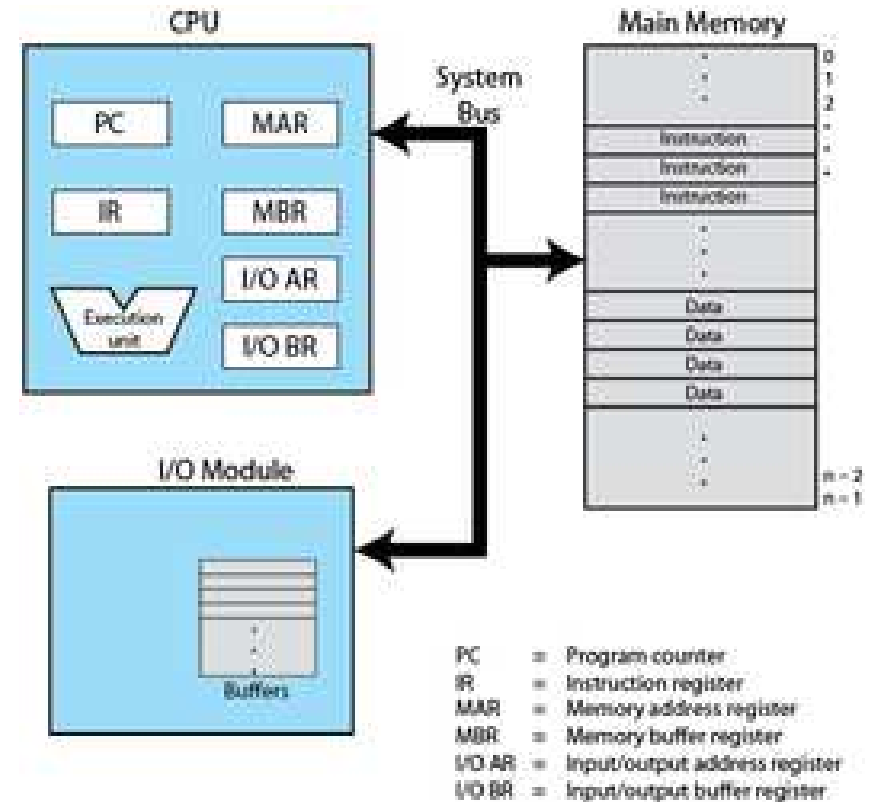 CPU
PC
MAR
IR
MBR
I/O AR
I/O BR
Execution
unit
System
Bus
Main Memory
0
1
2
Instruction
Instruction
Instruction
Data
Data
Data
Data
n - 2
n - 1
I/O Module
Buffers
PC = Program counter
IR = Instruction register
MAR = Memory address register
MBR = Memory buffer register
I/O AR = Input/output address register
I/O BR = Input/output buffer register